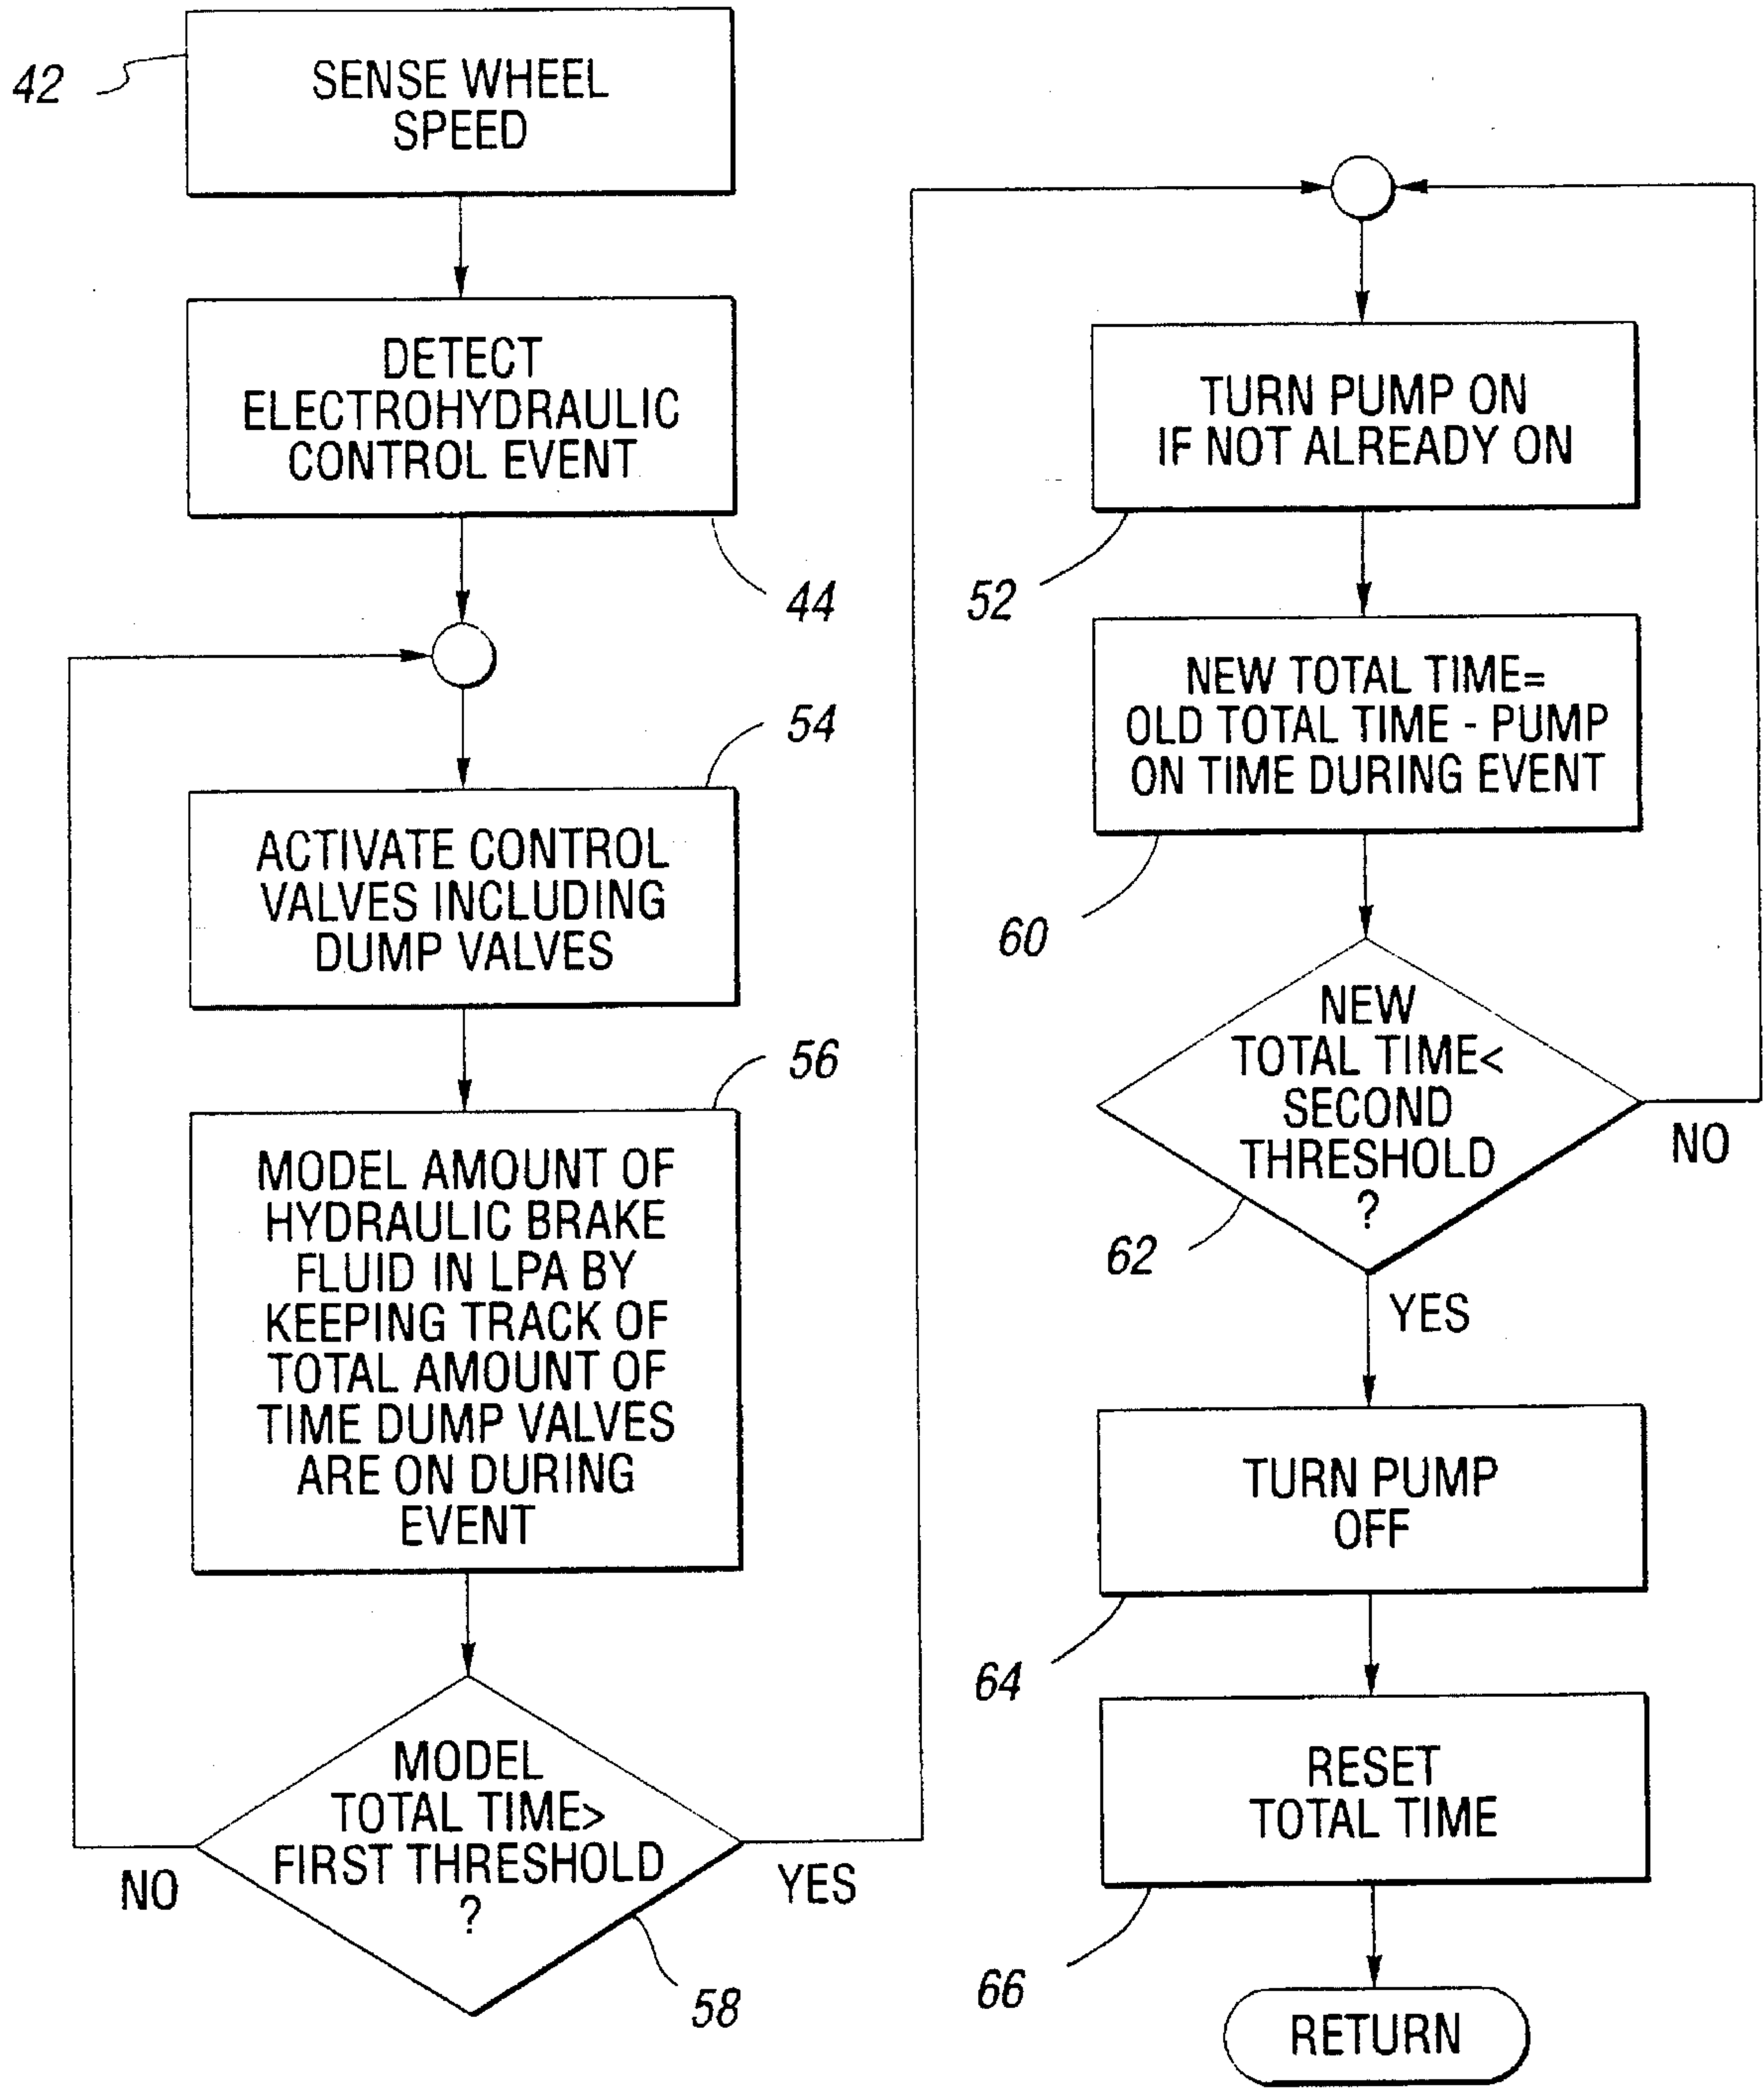 42
SENSE WHEEL
SPEED
DETECT
ELECTROHYDRAULIC
CONTROL EVENT
44
54
ACTIVATE CONTROL
VALVES INCLUDING
DUMP VALVES
56
MODEL AMOUNT OF
HYDRAULIC BRAKE
FLUID IN LPA BY
KEEPING TRACK OF
TOTAL AMOUNT OF
TIME DUMP VALVES
ARE ON DURING
EVENT
MODEL
TOTAL TIME>
FIRST THRESHOLD
?
NO
YES
58
TURN PUMP ON
IF NOT ALREADY ON
52
NEW TOTAL TIME=
OLD TOTAL TIME - PUMP
ON TIME DURING EVENT
60
NEW
TOTAL TIME<
SECOND
THRESHOLD
?
NO
62
YES
TURN PUMP
OFF
64
RESET
TOTAL TIME
66
RETURN